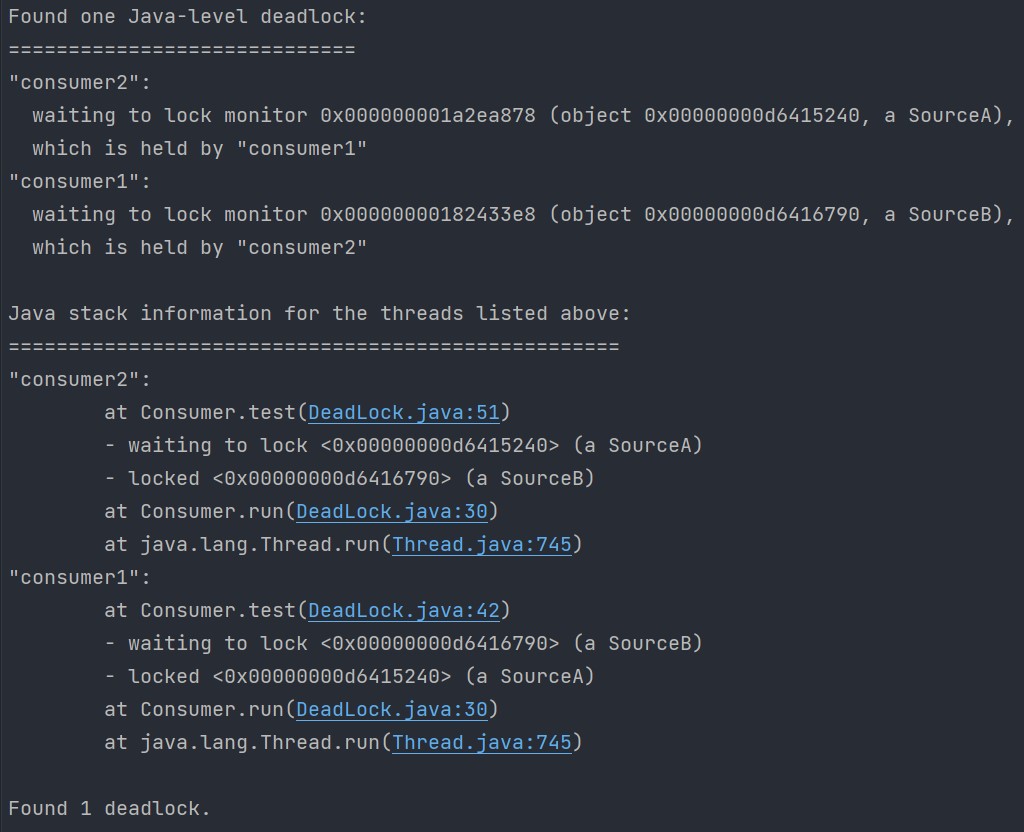 Found one Java-level deadlock:
=============================
"consumer2":
  waiting to lock monitor 0x000000001a2ea878 (object 0x00000000d6415240, a SourceA),
  which is held by "consumer1"
"consumer1":
  waiting to lock monitor 0x00000000182433e8 (object 0x00000000d6416790, a SourceB),
  which is held by "consumer2"

Java stack information for the threads listed above:
===================================================
"consumer2":
        at Consumer.test(DeadLock.java:51)
        - waiting to lock <0x00000000d6415240> (a SourceA)
        - locked <0x00000000d6416790> (a SourceB)
        at Consumer.run(DeadLock.java:30)
        at java.lang.Thread.run(Thread.java:745)
"consumer1":
        at Consumer.test(DeadLock.java:42)
        - waiting to lock <0x00000000d6416790> (a SourceB)
        - locked <0x00000000d6415240> (a SourceA)
        at Consumer.run(DeadLock.java:30)
        at java.lang.Thread.run(Thread.java:745)

Found 1 deadlock.